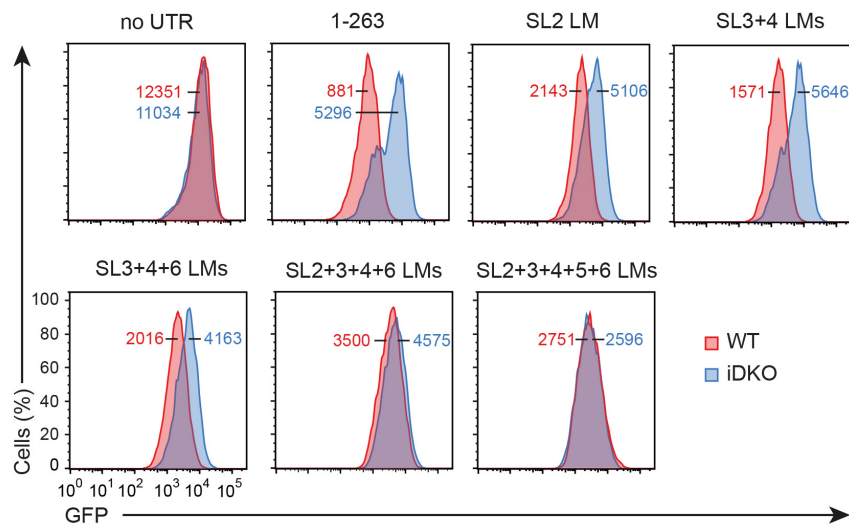 no UTR
1-263
SL2 LM
SL3+4 LMs
12351
11034
881
5296
2143
5106
1571
5646
SL3+4+6 LMs
SL2+3+4+6 LMs
SL2+3+4+5+6 LMs
100
80
60
40
20
0
Cells (%)
2016
4163
3500
4575
2751
2596
WT
iDKO
10⁰ 10¹ 10² 10³ 10⁴ 10⁵
GFP